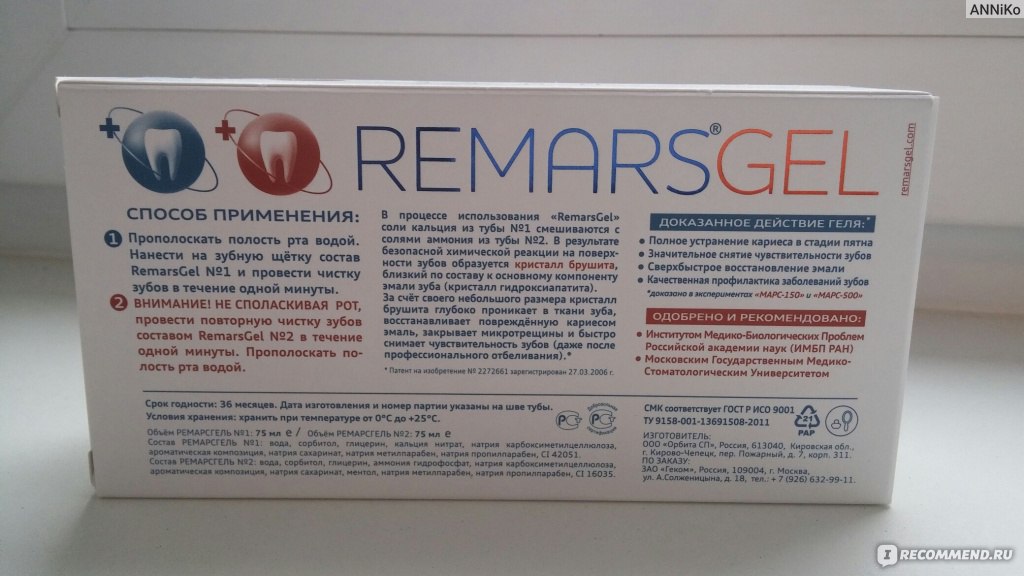 ANNiKo
REMARS®GEL
remarsgel.com
СПОСОБ ПРИМЕНЕНИЯ:
1 Прополоскать полость рта водой.
Нанести на зубную щётку состав
RemarsGel №1 и провести чистку
зубов в течение одной минуты.
2 ВНИМАНИЕ! НЕ СПОЛАСКИВАЯ РОТ,
провести повторную чистку зубов
составом RemarsGel №2 в течение
одной минуты. Прополоскать по-
лость рта водой.
В процессе использования «RemarsGel»
соли кальция из тубы №1 смешиваются с
солями аммония из тубы №2. В результате
безопасной химической реакции на поверх-
ности зубов образуется кристалл брушита,
близкий по составу к основному компоненту
эмали зуба (кристалл гидроксиапатита).
За счёт своего небольшого размера кристалл
брушита глубоко проникает в ткани зуба,
восстанавливает повреждённую кариесом
эмаль, закрывает микротрещины и быстро
снимает чувствительность зубов (даже после
профессионального отбеливания).*
* Патент на изобретение № 2272661 зарегистрирован 27.03.2006 г.
ДОКАЗАННОЕ ДЕЙСТВИЕ ГЕЛЯ:*
• Полное устранение кариеса в стадии пятна
• Значительное снятие чувствительности зубов
• Сверхбыстрое восстановление эмали
• Качественная профилактика заболеваний зубов
*доказано в экспериментах «МАРС-150» и «МАРС-500»
ОДОБРЕНО И РЕКОМЕНДОВАНО:
• Институтом Медико-Биологических Проблем
Российской академии наук (ИМБП РАН)
• Московским Государственным Медико-
Стоматологическим Университетом
Срок годности: 36 месяцев. Дата изготовления и номер партии указаны на шве тубы.
Условия хранения: хранить при температуре от 0°С до +25°С.
Объём РЕМАРСГЕЛЬ №1: 75 мл e / Объём РЕМАРСГЕЛЬ №2: 75 мл e
Состав РЕМАРСГЕЛЬ №1: вода, сорбитол, глицерин, кальция нитрат, натрия карбоксиметилцеллюлоза,
ароматическая композиция, натрия сахаринат, натрия метилпарабен, натрия пропилпарабен, CI 42051.
Состав РЕМАРСГЕЛЬ №2: вода, сорбитол, глицерин, аммония гидрофосфат, натрия карбоксиметилцеллюлоза,
ароматическая композиция, натрия сахаринат, ментол, натрия метилпарабен, натрия пропилпарабен, CI 16035.
СМК соответствует ГОСТ Р ИСО 9001
ТУ 9158-001-13691508-2011
21
PAP
ИЗГОТОВИТЕЛЬ:
ООО «Орбита СП», Россия, 613040, Кировская обл.,
г. Кирово-Чепецк, пер. Пожарный, д. 7, корп. 311.
ПО ЗАКАЗУ:
ЗАО «Геком», Россия, 109004, г. Москва,
ул. А.Солженицына, д. 18, тел.: +7 (926) 632-99-11.
IRECOMMEND.RU